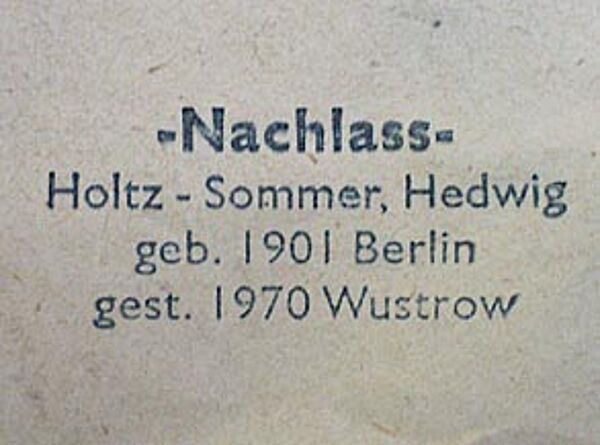 -Nachlass-
Holtz - Sommer, Hedwig
geb. 1901 Berlin
gest. 1970 Wustrow